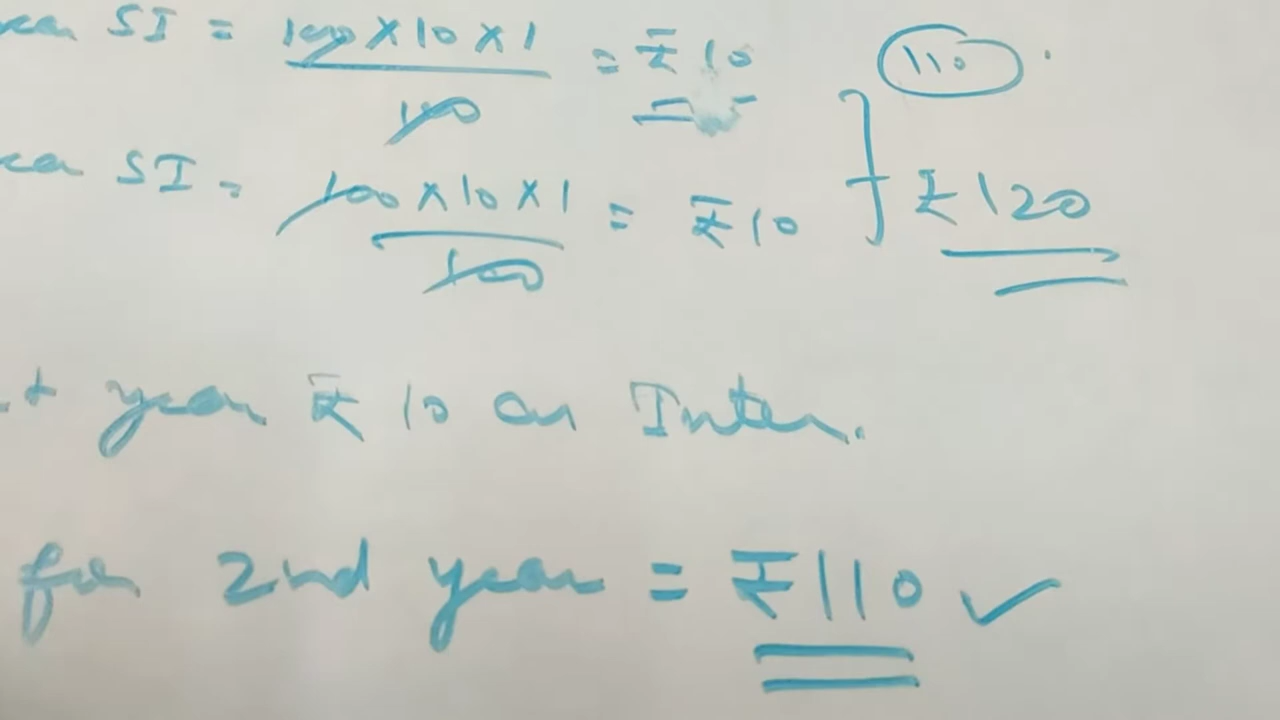 SI = 100 X 10 X 1 / 100 = ₹ 10 110
SI = 100 X 10 X 1 / 100 = ₹ 10 } ₹ 120
year ₹ 10 as Inter.
for 2nd year = ₹ 110 ✓